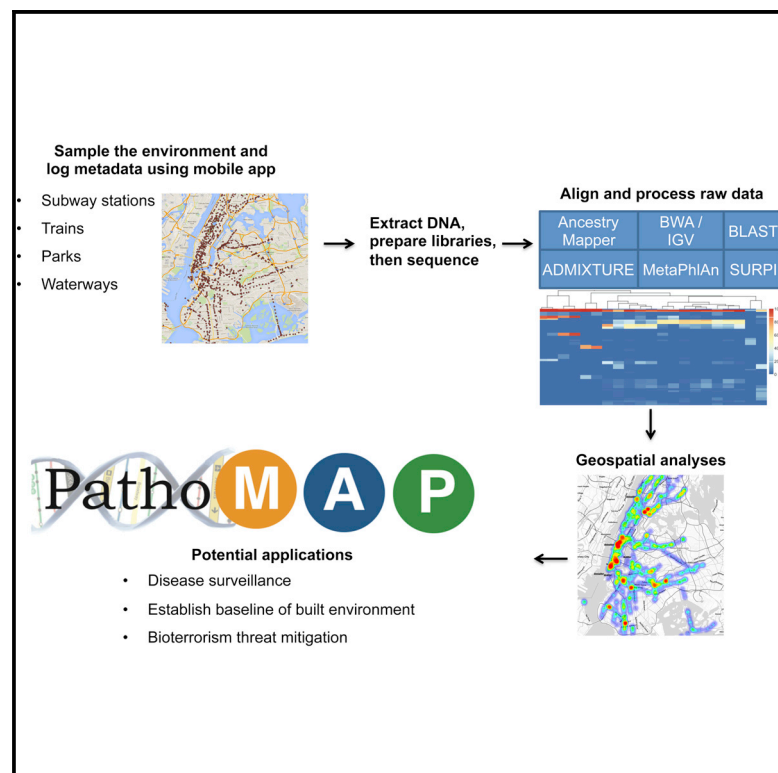 Sample the environment and
log metadata using mobile app
• Subway stations
• Trains
• Parks
• Waterways
Extract DNA,
prepare libraries,
then sequence
Align and process raw data
Ancestry
Mapper
BWA /
IGV
BLAST
ADMIXTURE
MetaPhlAn
SURPI
Geospatial analyses
PathoMAP
Potential applications
• Disease surveillance
• Establish baseline of built environment
• Bioterrorism threat mitigation